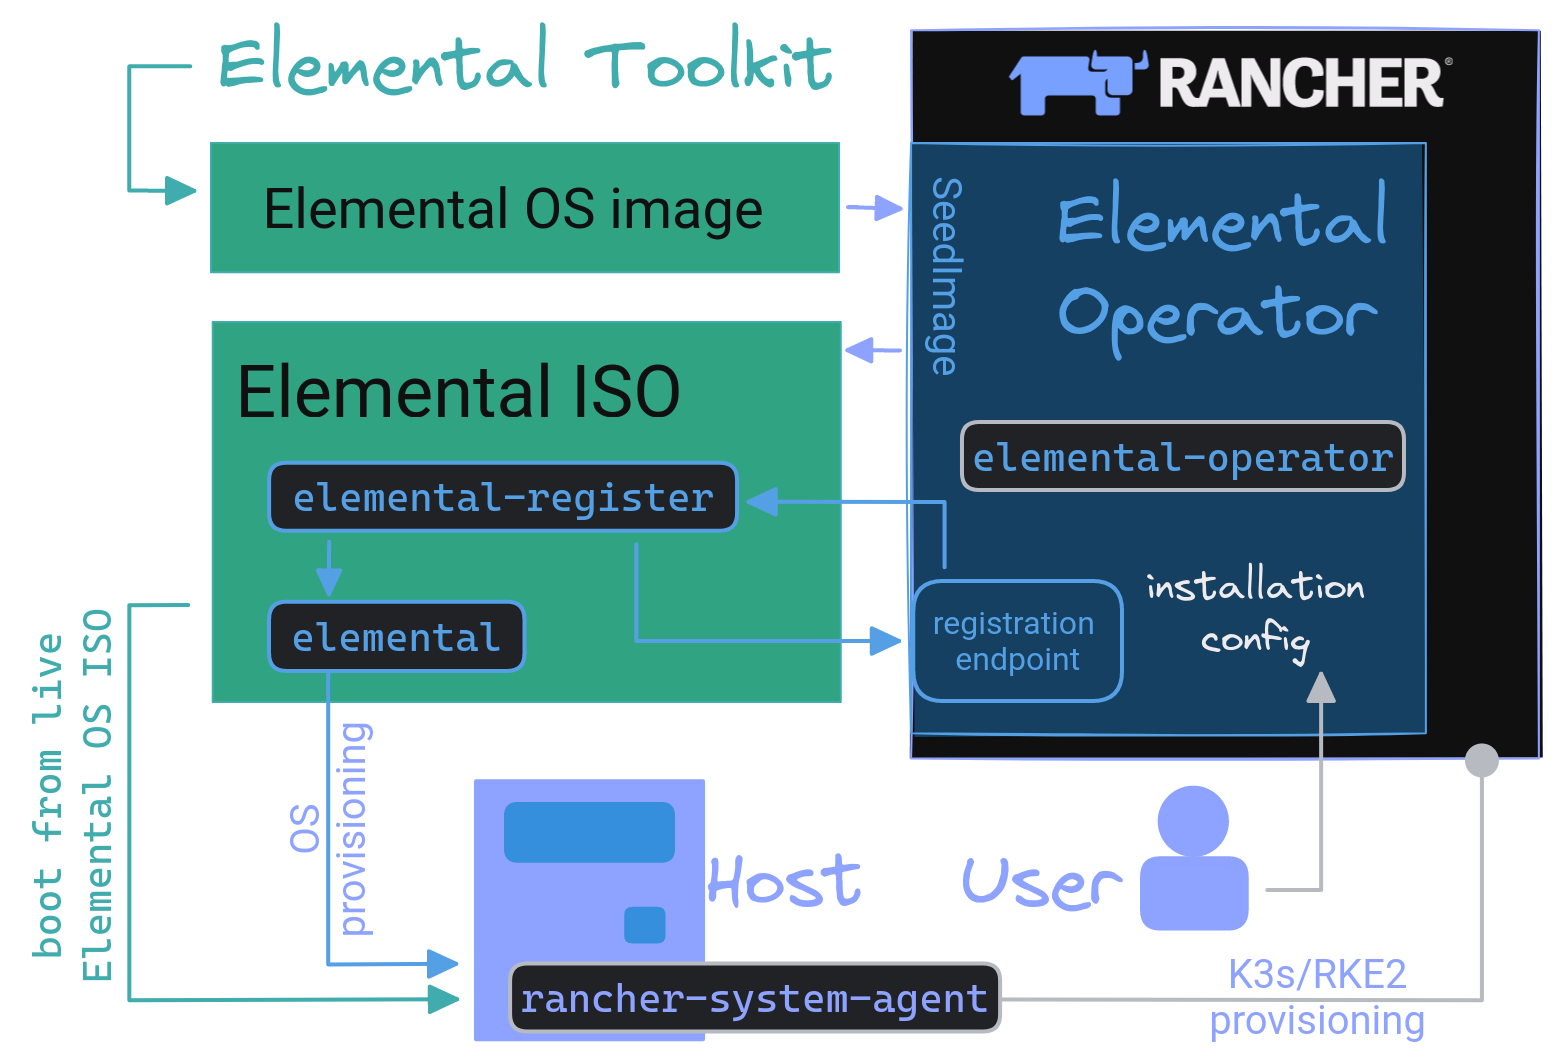 Elemental Toolkit
RANCHER®
Elemental OS image
SeedImage
Elemental
Operator
Elemental ISO
elemental-operator
elemental-register
installation
config
registration
endpoint
elemental
boot from live
Elemental OS ISO
OS
provisioning
Host
User
rancher-system-agent
K3s/RKE2
provisioning